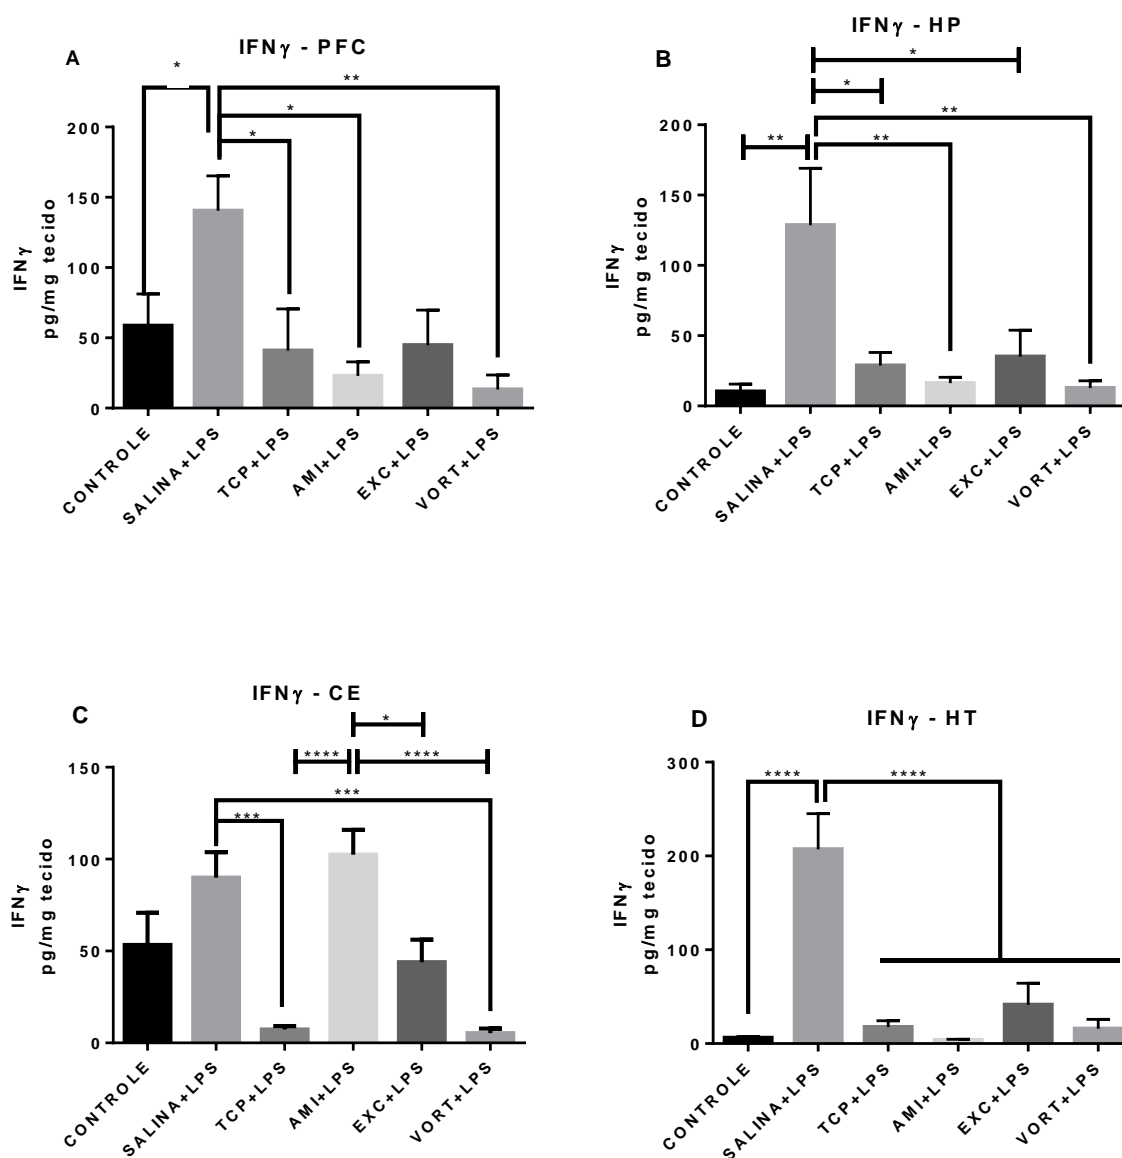 A
IFNγ - PFC
*
**
*
*
200
150
100
50
0
IFNγ
pg/mg tecido
CONTROLE
SALINA+LPS
TCP+LPS
AMI+LPS
EXC+LPS
VORT+LPS
B
IFNγ - HP
*
*
**
**
**
200
150
100
50
0
IFNγ
pg/mg tecido
CONTROLE
SALINA+LPS
TCP+LPS
AMI+LPS
EXC+LPS
VORT+LPS
C
IFNγ - CE
*
****
****
***
***
150
100
50
0
IFNγ
pg/mg tecido
CONTROLE
SALINA+LPS
TCP+LPS
AMI+LPS
EXC+LPS
VORT+LPS
D
IFNγ - HT
****
****
300
200
100
0
IFNγ
pg/mg tecido
CONTROLE
SALINA+LPS
TCP+LPS
AMI+LPS
EXC+LPS
VORT+LPS